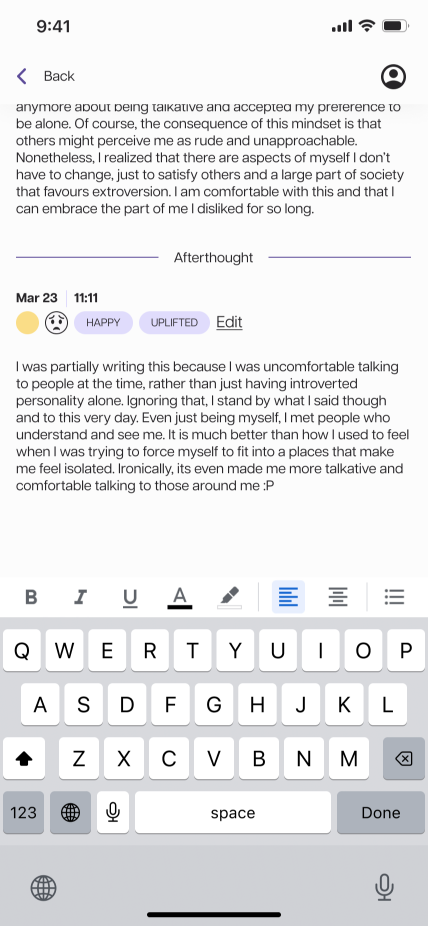 9:41
Back
anymore about being talkative and accepted my preference to
be alone. Of course, the consequence of this mindset is that
others might perceive me as rude and unapproachable.
Nonetheless, I realized that there are aspects of myself I don't
have to change, just to satisfy others and a large part of society
that favours extroversion. I am comfortable with this and that I
can embrace the part of me I disliked for so long.
Afterthought
Mar 23 11:11
HAPPY UPLIFTED Edit
I was partially writing this because I was uncomfortable talking
to people at the time, rather than just having introverted
personality alone. Ignoring that, I stand by what I said though
and to this very day. Even just being myself, I met people who
understand and see me. It is much better than how I used to feel
when I was trying to force myself to fit into a places that make
me feel isolated. Ironically, its even made me more talkative and
comfortable talking to those around me :P
B I U A
Q W E R T Y U I O P
A S D F G H J K L
Z X C V B N M
123 space Done